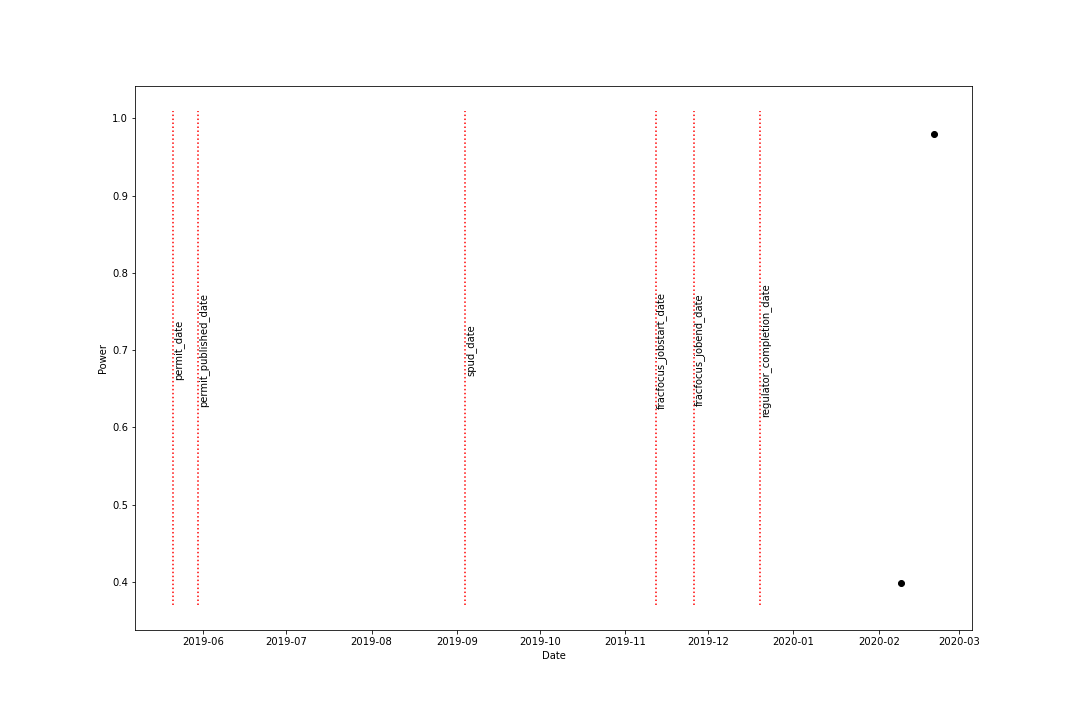 1.0
0.9
0.8
0.7
0.6
0.5
0.4
Power
permit_date
permit_published_date
spud_date
fracfocus_jobstart_date
fracfocus_jobend_date
regulator_completion_date
2019-06 2019-07 2019-08 2019-09 2019-10 2019-11 2019-12 2020-01 2020-02 2020-03
Date